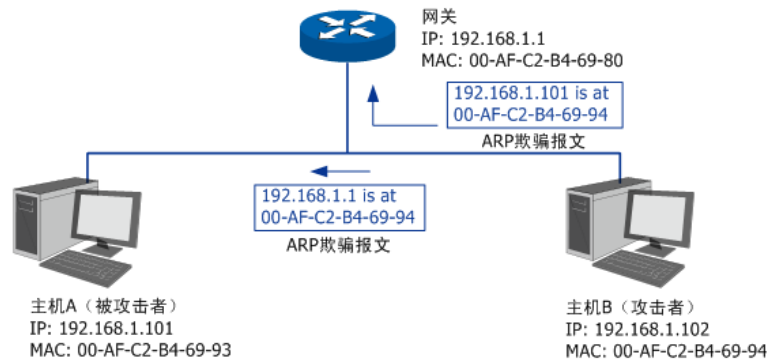 网关
IP: 192.168.1.1
MAC: 00-AF-C2-B4-69-80
192.168.1.101 is at
00-AF-C2-B4-69-94
ARP欺骗报文
192.168.1.1 is at
00-AF-C2-B4-69-94
ARP欺骗报文
主机A（被攻击者）
IP: 192.168.1.101
MAC: 00-AF-C2-B4-69-93
主机B（攻击者）
IP: 192.168.1.102
MAC: 00-AF-C2-B4-69-94